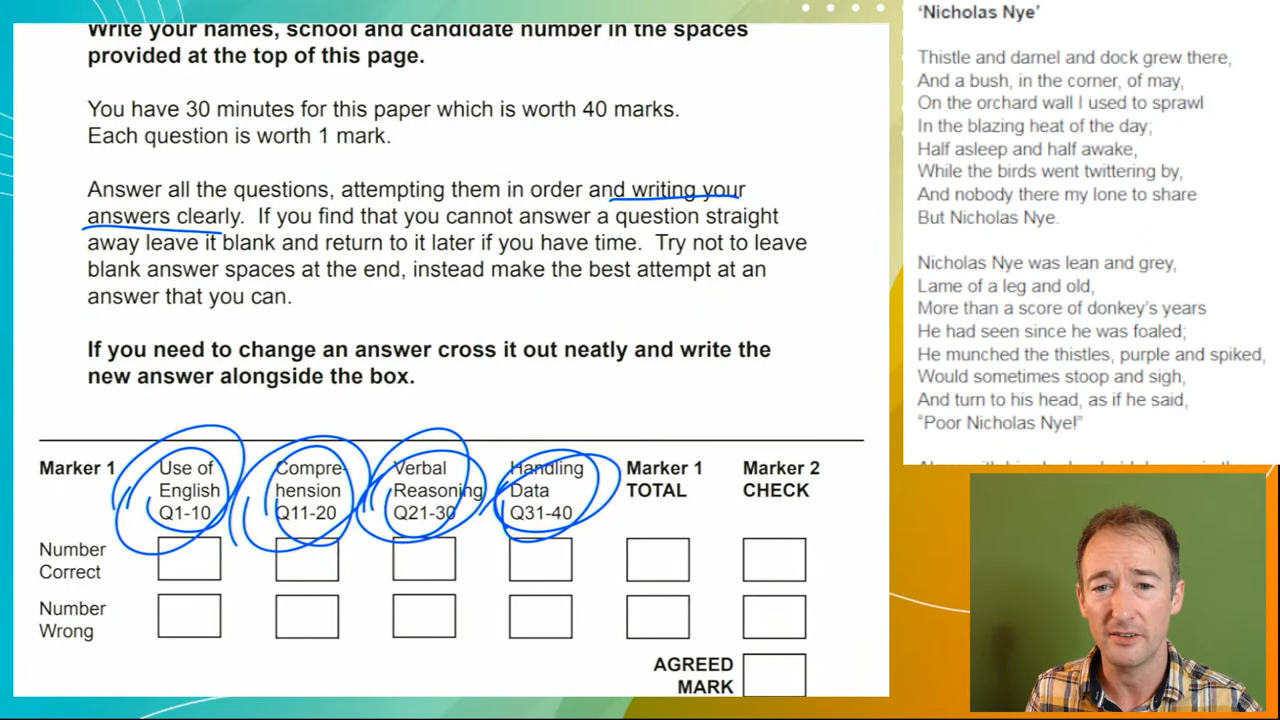 Write your names, school and candidate number in the spaces
provided at the top of this page.
You have 30 minutes for this paper which is worth 40 marks.
Each question is worth 1 mark.
Answer all the questions, attempting them in order and writing your
answers clearly. If you find that you cannot answer a question straight
away leave it blank and return to it later if you have time. Try not to leave
blank answer spaces at the end, instead make the best attempt at an
answer that you can.
If you need to change an answer cross it out neatly and write the
new answer alongside the box.
Marker 1
Use of
English
Q1-10
Compre-
hension
Q11-20
Verbal
Reasoning
Q21-30
Handling
Data
Q31-40
Marker 1
TOTAL
Marker 2
CHECK
Number
Correct
Number
Wrong
AGREED
MARK
‘Nicholas Nye’
Thistle and darnel and dock grew there,
And a bush, in the corner, of may,
On the orchard wall I used to sprawl
In the blazing heat of the day;
Half asleep and half awake,
While the birds went twittering by,
And nobody there my lone to share
But Nicholas Nye.
Nicholas Nye was lean and grey,
Lame of a leg and old,
More than a score of donkey's years
He had seen since he was foaled;
He munched the thistles, purple and spiked,
Would sometimes stoop and sigh,
And turn to his head, as if he said,
“Poor Nicholas Nye!”